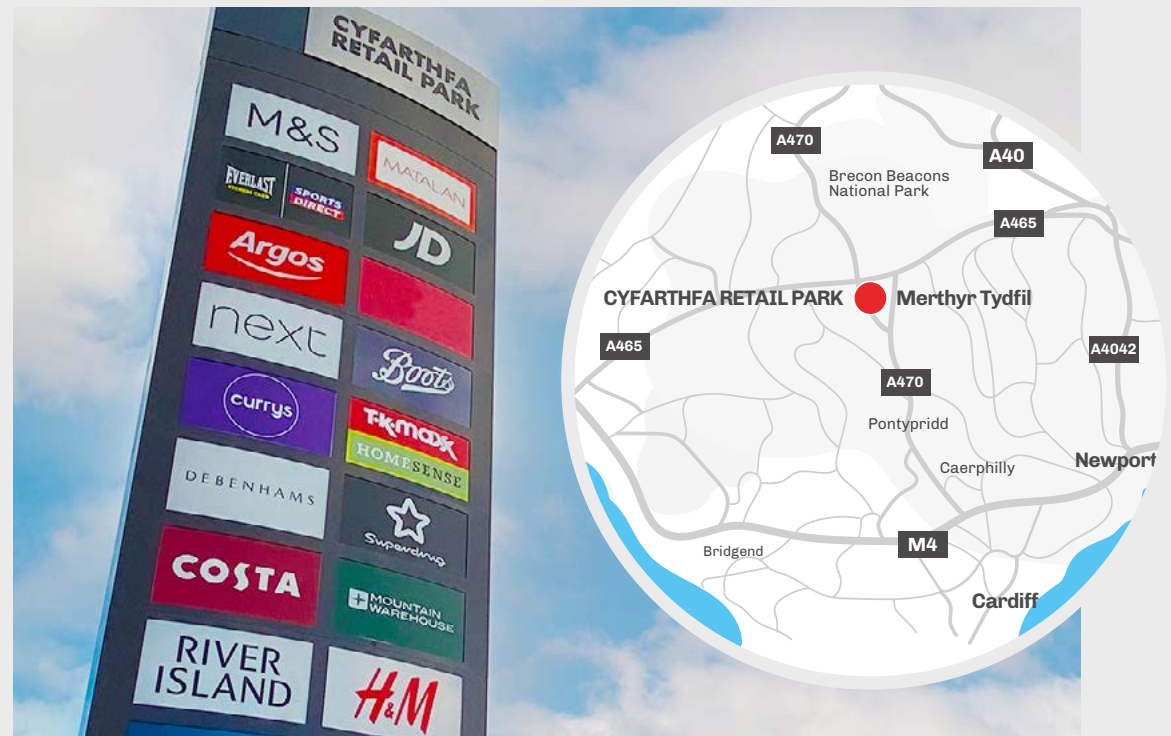 CYFARTHFA
RETAIL PARK
M&S
MATALAN
EVERLAST
FITNESS CLUB
SPORTS
DIRECT
JD
Argos
next
Boots
currys
TK-maxx
HOMESENSE
DEBENHAMS
Superdrug
COSTA
MOUNTAIN
WAREHOUSE
RIVER
ISLAND
H&M
A470
A40
Brecon Beacons
National Park
A465
CYFARTHFA RETAIL PARK
Merthyr Tydfil
A465
A4042
A470
Pontypridd
Caerphilly
Newport
Bridgend
M4
Cardiff